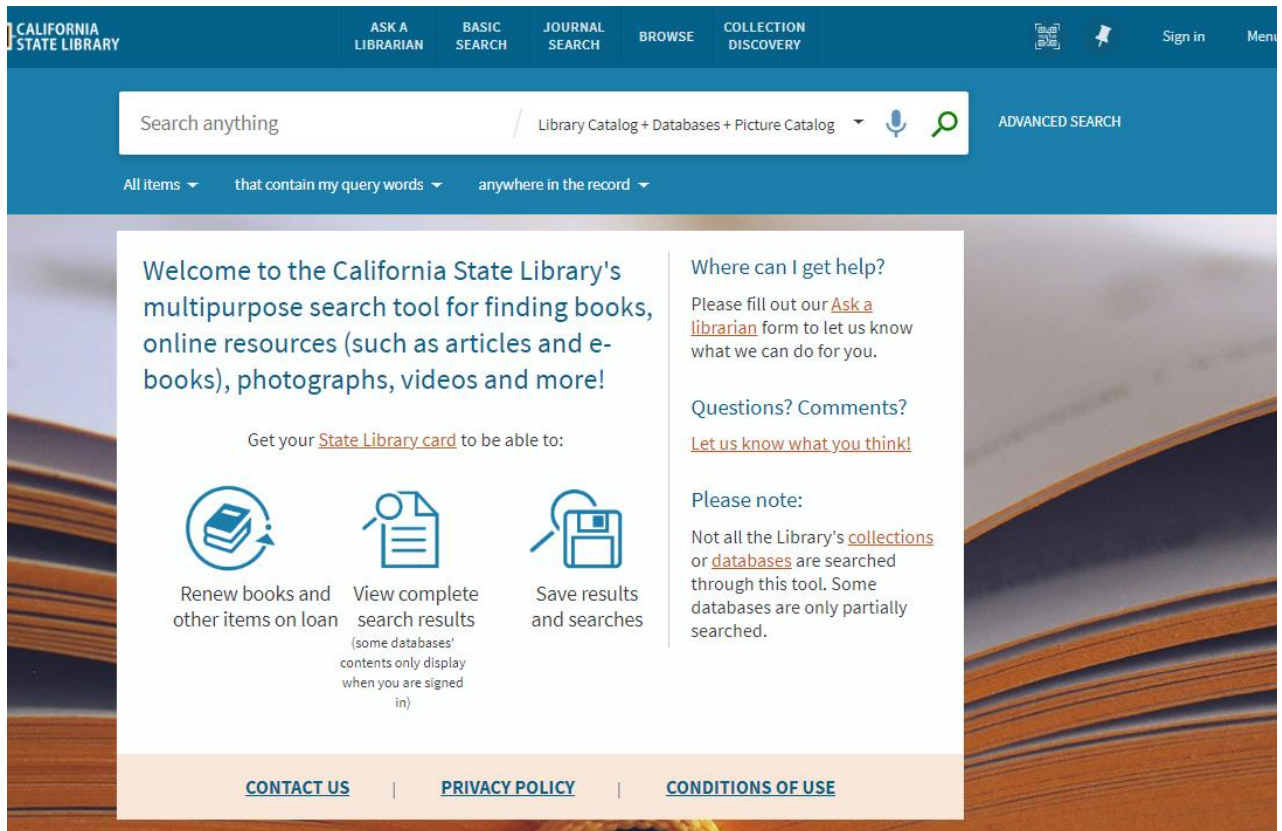 CALIFORNIA
STATE LIBRARY
ASK A
LIBRARIAN
BASIC
SEARCH
JOURNAL
SEARCH
BROWSE
COLLECTION
DISCOVERY
Sign in
Menu
Search anything
Library Catalog + Databases + Picture Catalog
ADVANCED SEARCH
All items
that contain my query words
anywhere in the record
Welcome to the California State Library's
multipurpose search tool for finding books,
online resources (such as articles and e-
books), photographs, videos and more!
Get your State Library card to be able to:
Renew books and
other items on loan
View complete
search results
(some databases'
contents only display
when you are signed
in)
Save results
and searches
Where can I get help?
Please fill out our Ask a
librarian form to let us know
what we can do for you.
Questions? Comments?
Let us know what you think!
Please note:
Not all the Library's collections
or databases are searched
through this tool. Some
databases are only partially
searched.
CONTACT US | PRIVACY POLICY | CONDITIONS OF USE